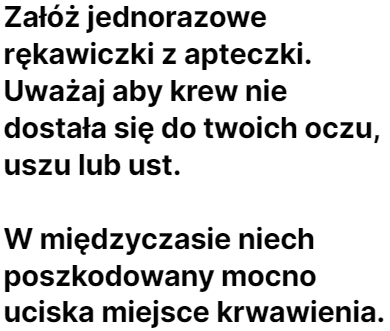 Załóż jednorazowe
rękawiczki z apteczki.
Uważaj aby krew nie
dostała się do twoich oczu,
uszu lub ust.
W międzyczasie niech
poszkodowany mocno
uciska miejsce krwawienia.